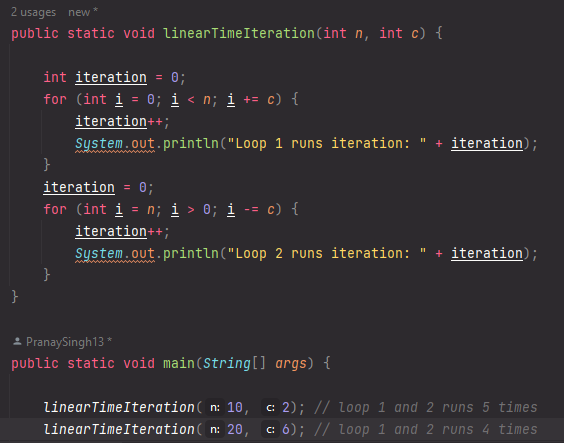 2 usages new *
public static void linearTimeIteration(int n, int c) {
int iteration = 0;
for (int i = 0; i < n; i += c) {
iteration++;
System.out.println("Loop 1 runs iteration: " + iteration);
}
iteration = 0;
for (int i = n; i > 0; i -= c) {
iteration++;
System.out.println("Loop 2 runs iteration: " + iteration);
}
}
PranaySingh13 *
public static void main(String[] args) {
linearTimeIteration( n: 10, c: 2); // loop 1 and 2 runs 5 times
linearTimeIteration( n: 20, c: 6); // loop 1 and 2 runs 4 times